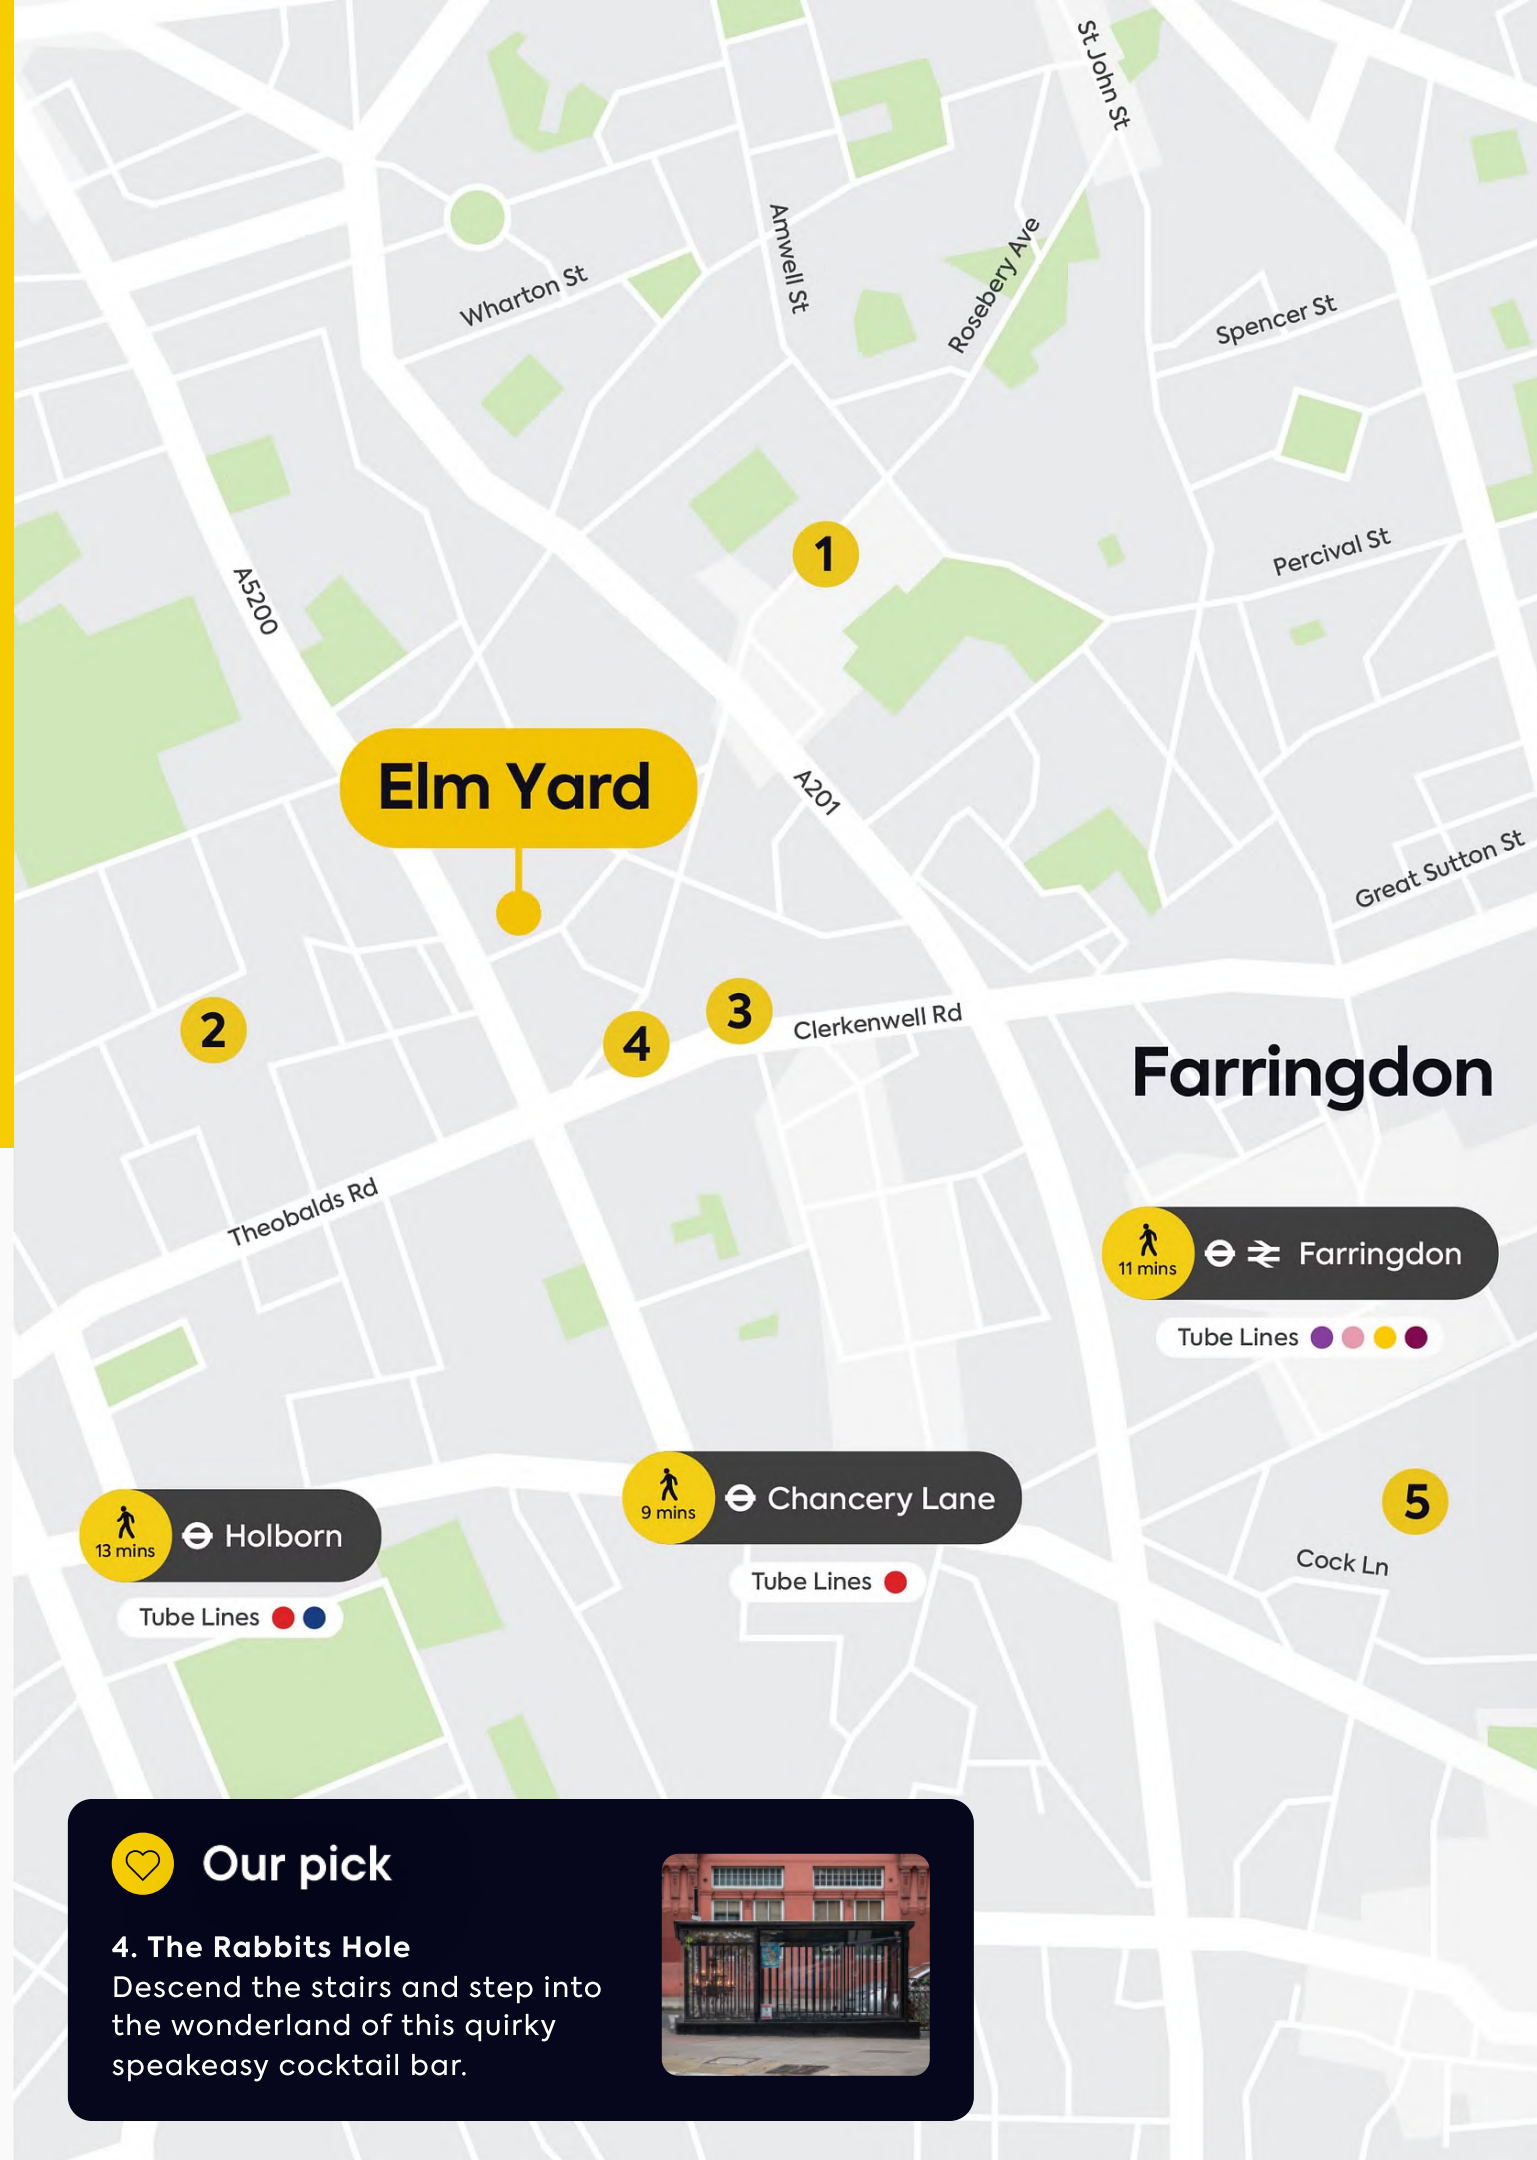 St John St
Amwell St
Rosebery Ave
Wharton St
Spencer St
1
Percival St
A5200
Elm Yard
A201
Great Sutton St
2
3
4
Clerkenwell Rd
Farringdon
Theobalds Rd
11 mins
Farringdon
Tube Lines
9 mins
Chancery Lane
Tube Lines
5
Cock Ln
13 mins
Holborn
Tube Lines
Our pick
4. The Rabbits Hole
Descend the stairs and step into
the wonderland of this quirky
speakeasy cocktail bar.